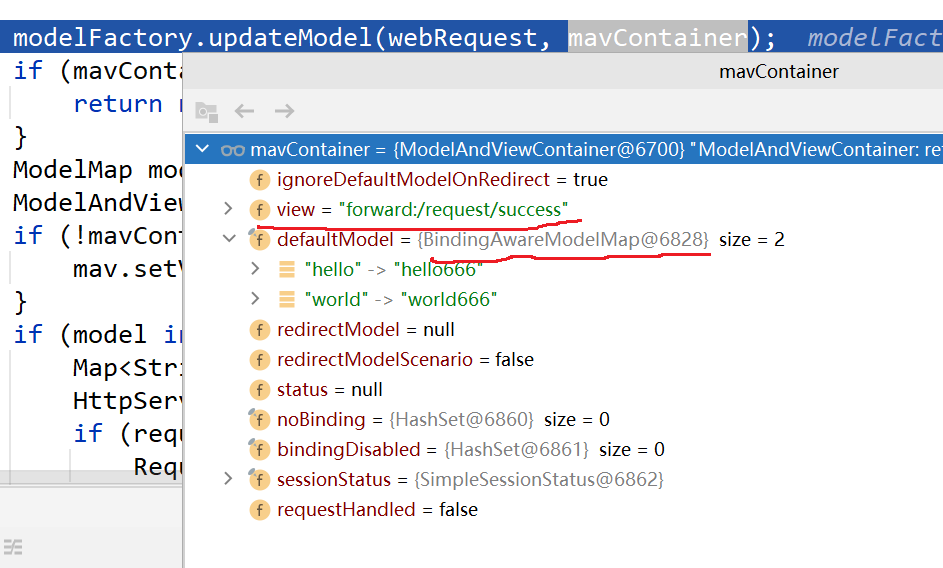 modelFactory.updateModel(webRequest, mavContainer); modelFact
if (mavConta
mavContainer
return
}
mavContainer = {ModelAndViewContainer@6700} "ModelAndViewContainer: re
ModelMap mod
ignoreDefaultModelOnRedirect = true
ModelAndView
view = "forward:/request/success"
if (!mavCont
defaultModel = {BindingAwareModelMap@6828} size = 2
mav.setV
"hello" -> "hello666"
}
"world" -> "world666"
if (model in
redirectModel = null
Map<Stri
redirectModelScenario = false
HttpServ
status = null
noBinding = {HashSet@6860} size = 0
if (requ
bindingDisabled = {HashSet@6861} size = 0
Requ
sessionStatus = {SimpleSessionStatus@6862}
requestHandled = false